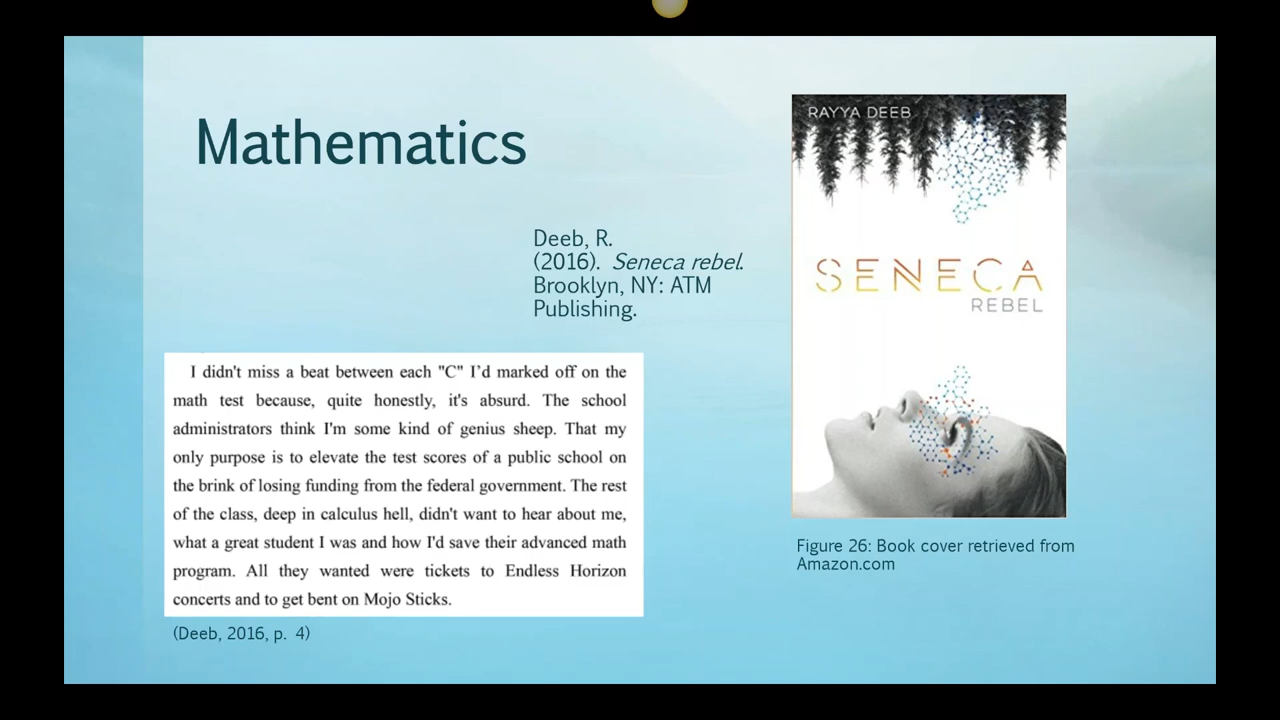 Mathematics
Deeb, R.
(2016). Seneca rebel.
Brooklyn, NY: ATM
Publishing.
I didn't miss a beat between each "C" I'd marked off on the
math test because, quite honestly, it's absurd. The school
administrators think I'm some kind of genius sheep. That my
only purpose is to elevate the test scores of a public school on
the brink of losing funding from the federal government. The rest
of the class, deep in calculus hell, didn't want to hear about me,
what a great student I was and how I'd save their advanced math
program. All they wanted were tickets to Endless Horizon
concerts and to get bent on Mojo Sticks.
(Deeb, 2016, p. 4)
RAYYA DEEB
SENECA
REBEL
Figure 26: Book cover retrieved from
Amazon.com